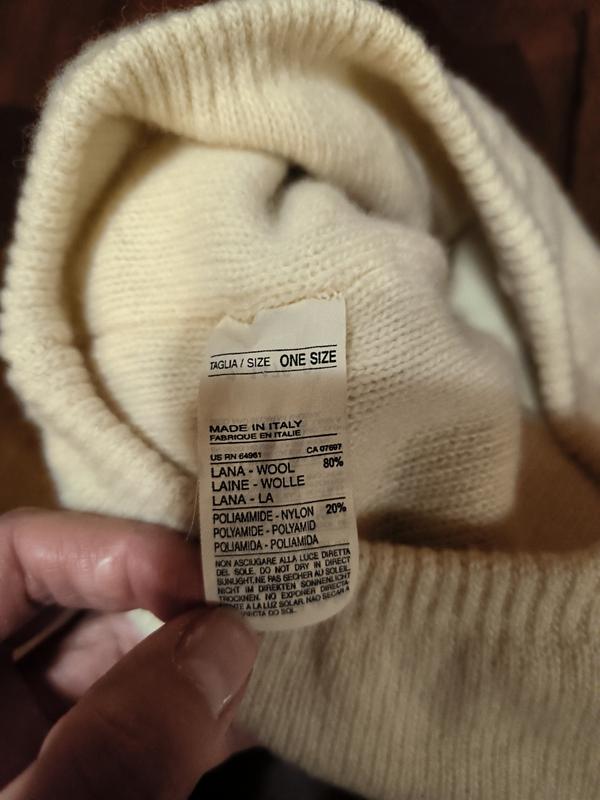 TAGLIA / SIZE ONE SIZE
MADE IN ITALY
FABRIQUE EN ITALIE
US RN 64961 CA 07697
LANA - WOOL 80%
LAINE - WOLLE
LANA - LA
POLIAMMIDE - NYLON 20%
POLYAMIDE - POLYAMID
POLIAMIDA - POLIAMIDA
NON ASCIUGARE ALLA LUCE DIRETTA
DEL SOLE. DO NOT DRY IN DIRECT
SUNLIGHT. NE PAS SECHER AU SOLEIL.
NICHT IM DIREKTEN SONNENLICHT
TROCKNEN. NO EXPONER DIRECTA-
MENTE A LA LUZ SOLAR. NAO SECAR A
DIRECTA DO SOL.